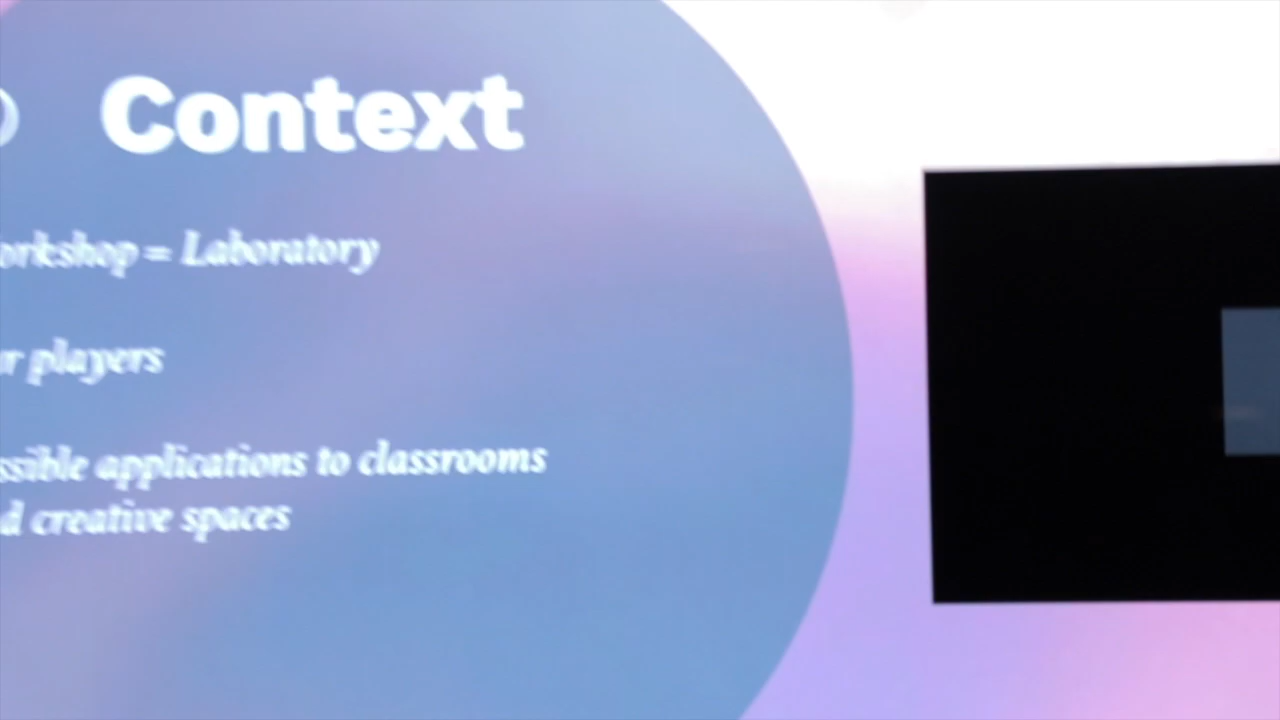 Context
orkshop = Laboratory
r players
ssible applications to classrooms
d creative spaces